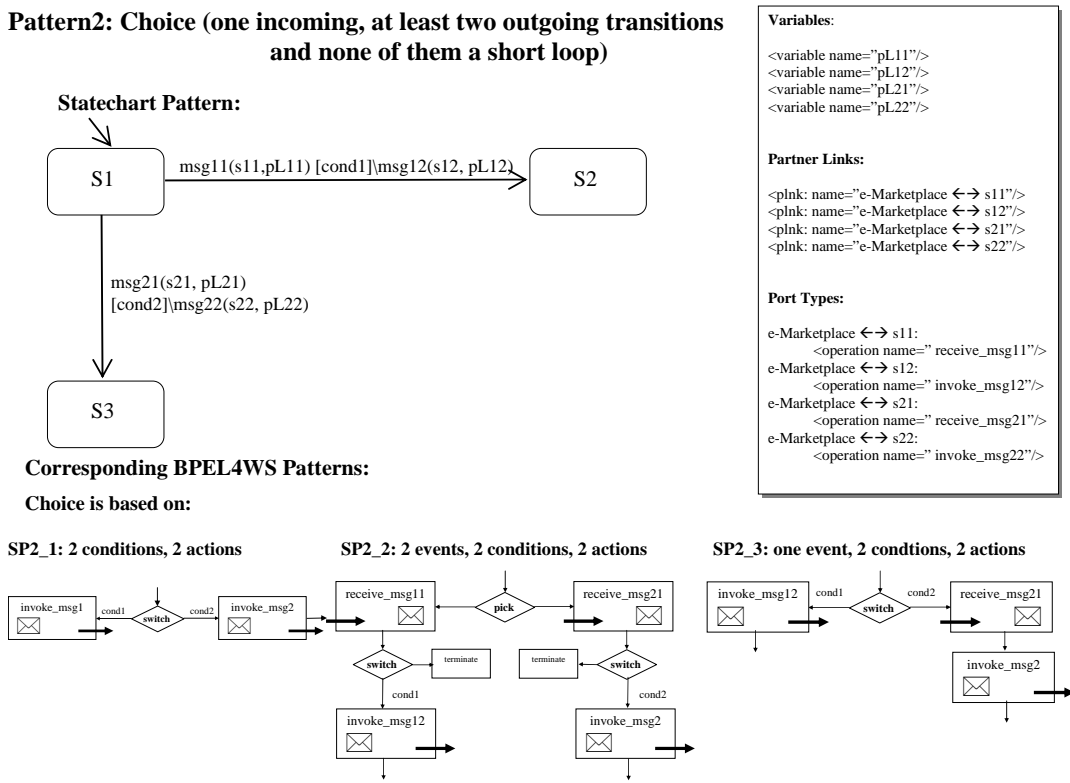 Pattern2: Choice (one incoming, at least two outgoing transitions
and none of them a short loop)
Statechart Pattern:
S1
msg11(s11,pL11) [cond1]\msg12(s12, pL12)
S2
msg21(s21, pL21)
[cond2]\msg22(s22, pL22)
S3
Variables:
<variable name=”pL11”/>
<variable name=”pL12”/>
<variable name=”pL21”/>
<variable name=”pL22”/>
Partner Links:
<plnk: name=”e-Marketplace ←→ s11”/>
<plnk: name=”e-Marketplace ←→ s12”/>
<plnk: name=”e-Marketplace ←→ s21”/>
<plnk: name=”e-Marketplace ←→ s22”/>
Port Types:
e-Marketplace ←→ s11:
<operation name=” receive_msg11”/>
e-Marketplace ←→ s12:
<operation name=” invoke_msg12”/>
e-Marketplace ←→ s21:
<operation name=” receive_msg21”/>
e-Marketplace ←→ s22:
<operation name=” invoke_msg22”/>
Corresponding BPEL4WS Patterns:
Choice is based on:
SP2_1: 2 conditions, 2 actions
invoke_msg1
cond1
switch
cond2
invoke_msg2
SP2_2: 2 events, 2 conditions, 2 actions
receive_msg11
pick
receive_msg21
switch
terminate
terminate
switch
cond1
cond2
invoke_msg12
invoke_msg2
SP2_3: one event, 2 condtions, 2 actions
invoke_msg12
cond1
switch
cond2
receive_msg21
invoke_msg2